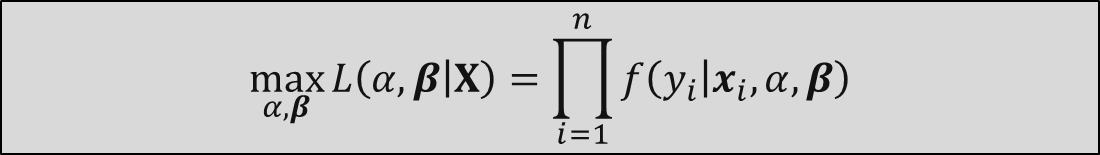 max_{α,𝜷} L(α, 𝜷|𝐗) = ∏_{i=1}^{n} f(y_i|𝒙_i, α, 𝜷)